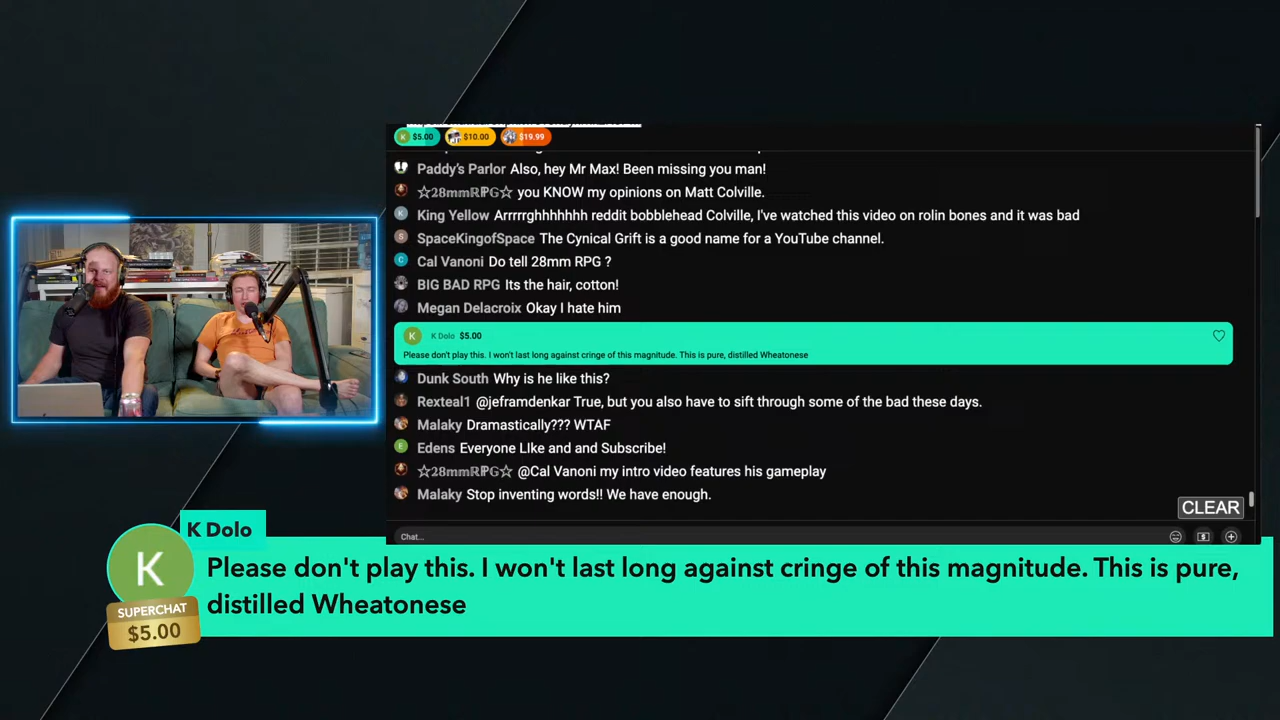 $5.00 $10.00 $19.99
Paddy's Parlor Also, hey Mr Max! Been missing you man!
☆28mmRPG☆ you KNOW my opinions on Matt Colville.
King Yellow Arrrrrghhhhhhh reddit bobblehead Colville, I've watched this video on rolin bones and it was bad
SpaceKingofSpace The Cynical Grift is a good name for a YouTube channel.
Cal Vanoni Do tell 28mm RPG ?
BIG BAD RPG Its the hair, cotton!
Megan Delacroix Okay I hate him
K Dolo $5.00
Please don't play this. I won't last long against cringe of this magnitude. This is pure, distilled Wheatonese
Dunk South Why is he like this?
Rexteal1 @jeframdenkar True, but you also have to sift through some of the bad these days.
Malaky Dramatically??? WTAF
Edens Everyone LIke and and Subscribe!
☆28mmRPG☆ @Cal Vanoni my intro video features his gameplay
Malaky Stop inventing words!! We have enough.
CLEAR
Chat...
K Dolo
K
Please don't play this. I won't last long against cringe of this magnitude. This is pure,
distilled Wheatonese
SUPERCHAT
$5.00